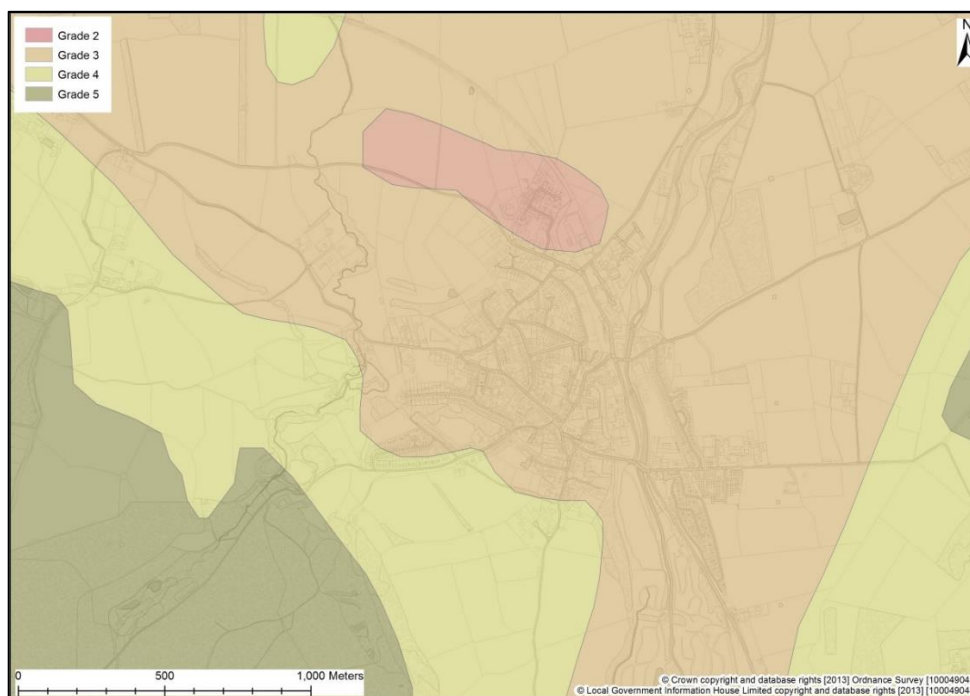 Grade 2
Grade 3
Grade 4
Grade 5
N
0 500 1,000 Meters
© Crown copyright and database rights [2013] Ordnance Survey [10004904
© Local Government Information House Limited copyright and database rights [2013] [10004904